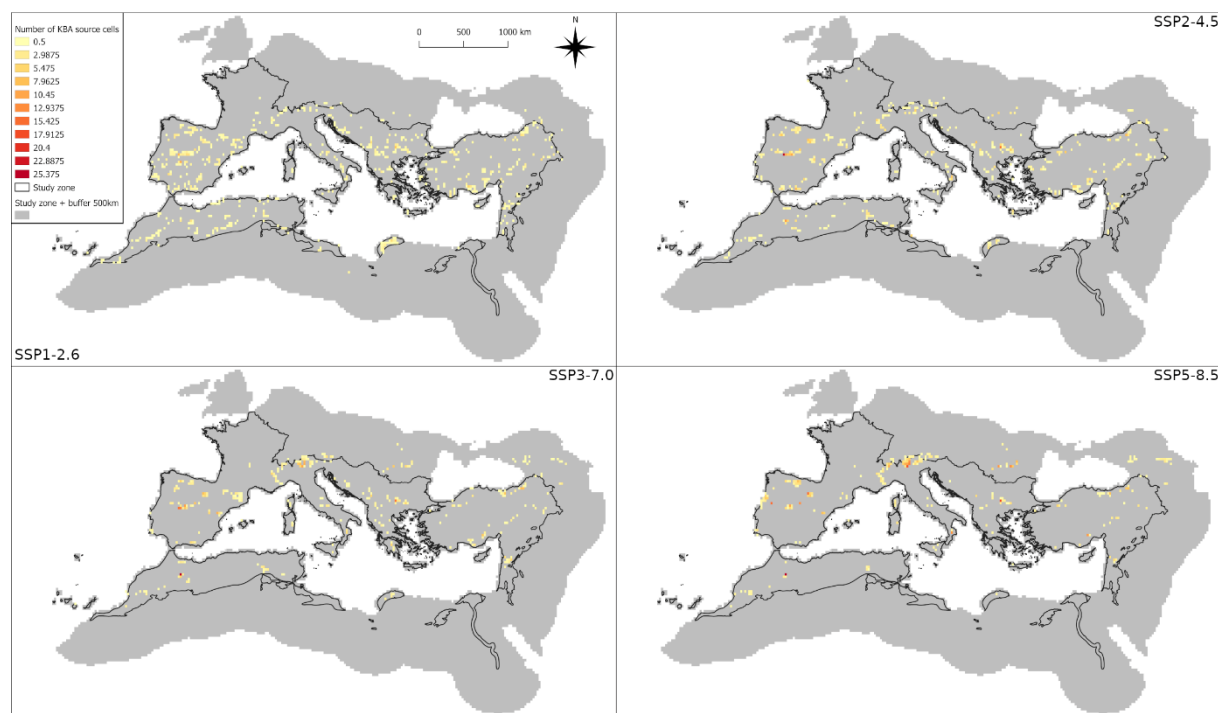 SSP2-4.5
Number of KBA source cells
0.5
2.9875
5.475
7.9625
10.45
12.9375
15.425
17.9125
20.4
22.8875
25.375
Study zone
Study zone + buffer 500km
0 500 1000 km
N
SSP1-2.6
SSP3-7.0
SSP5-8.5